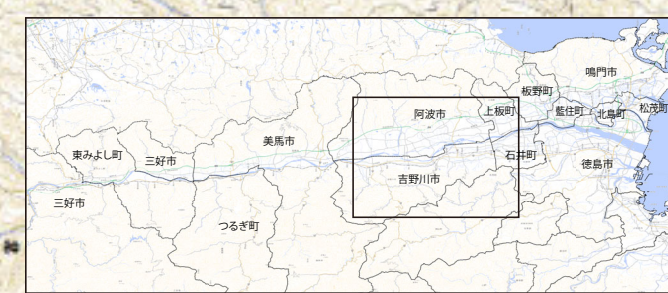 鳴門市
板野町
松茂町
阿波市
上板町
藍住町
北島町
美馬市
東みよし町
三好市
石井町
徳島市
吉野川市
三好市
つるぎ町